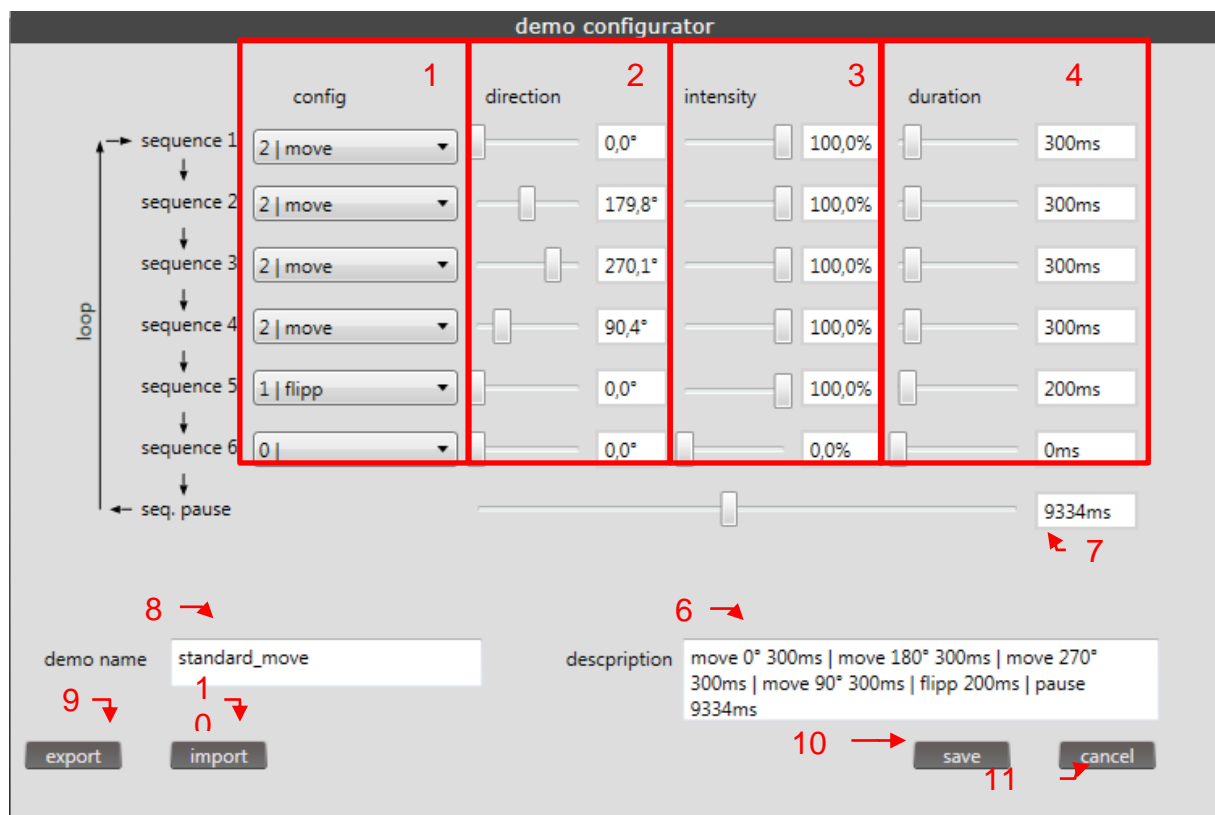 demo configurator
1 2 3 4
config direction intensity duration
sequence 1 2 | move 0,0° 100,0% 300ms
sequence 2 2 | move 179,8° 100,0% 300ms
sequence 3 2 | move 270,1° 100,0% 300ms
loop
sequence 4 2 | move 90,4° 100,0% 300ms
sequence 5 1 | flipp 0,0° 100,0% 200ms
sequence 6 0 | 0,0° 0,0% 0ms
seq. pause 9334ms
7
8 6
demo name standard_move descpription move 0° 300ms | move 180° 300ms | move 270°
300ms | move 90° 300ms | flipp 200ms | pause
9334ms
9 1
0
10
export import save cancel
11